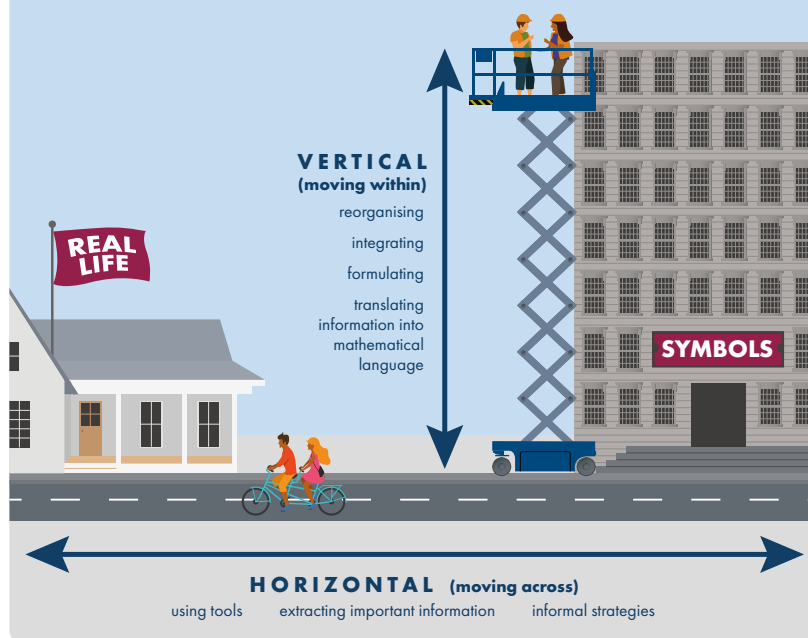 VERTICAL
(moving within)
reorganising
integrating
formulating
translating
information into
mathematical
language
REAL
LIFE
SYMBOLS
HORIZONTAL (moving across)
using tools extracting important information informal strategies